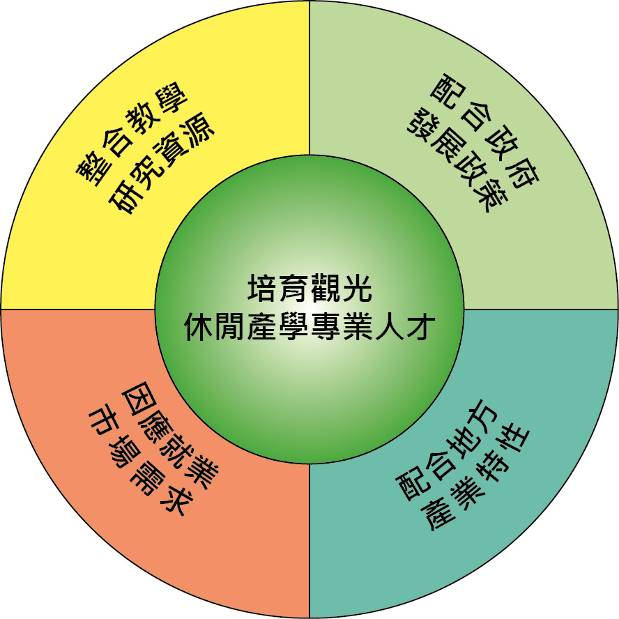 整合教學
研究資源
配合政府
發展政策
培育觀光
休閒產學專業人才
因應就業
市場需求
配合地方
產業特性